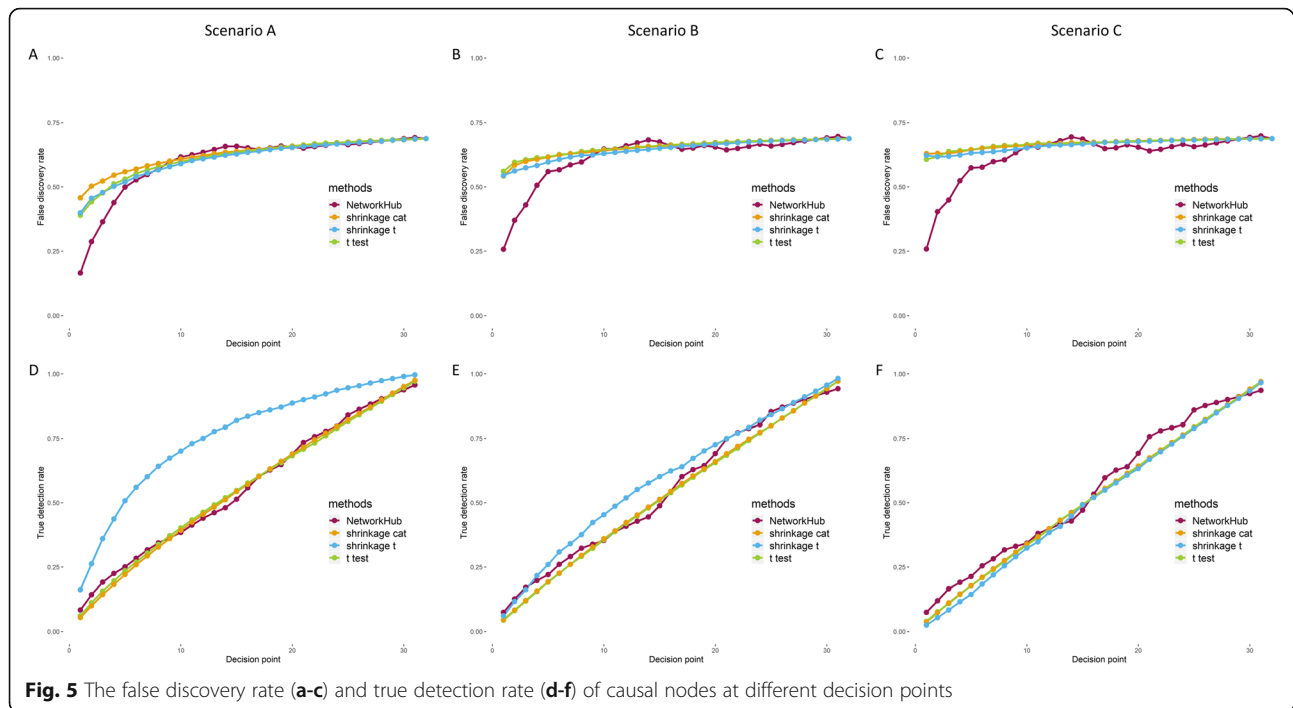 Scenario A
Scenario B
Scenario C
A
1.00
0.75
0.50
0.25
0.00
False discovery rate
0
10
20
30
Decision point
methods
NetworkHub
shrinkage cat
shrinkage t
t test
B
1.00
0.75
0.50
0.25
0.00
False discovery rate
0
10
20
30
Decision point
methods
NetworkHub
shrinkage cat
shrinkage t
t test
C
1.00
0.75
0.50
0.25
0.00
False discovery rate
0
10
20
30
Decision point
methods
NetworkHub
shrinkage cat
shrinkage t
t test
D
1.00
0.75
0.50
0.25
0.00
True detection rate
0
10
20
30
Decision point
methods
NetworkHub
shrinkage cat
shrinkage t
t test
E
1.00
0.75
0.50
0.25
0.00
True detection rate
0
10
20
30
Decision point
methods
NetworkHub
shrinkage cat
shrinkage t
t test
F
1.00
0.75
0.50
0.25
0.00
True detection rate
0
10
20
30
Decision point
methods
NetworkHub
shrinkage cat
shrinkage t
t test
Fig. 5 The false discovery rate (a-c) and true detection rate (d-f) of causal nodes at different decision points